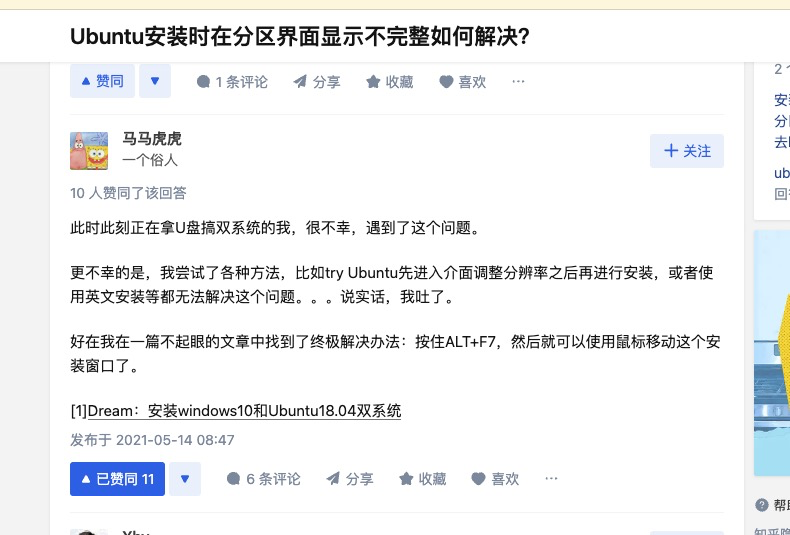 Ubuntu安装时在分区界面显示不完整如何解决?
赞同
1 条评论
分享
收藏
喜欢
2
安
分
去
ub
回
马马虎虎
一个俗人
关注
10 人赞同了该回答
此时此刻正在拿U盘搞双系统的我，很不幸，遇到了这个问题。
更不幸的是，我尝试了各种方法，比如try Ubuntu先进入介面调整分辨率之后再进行安装，或者使
用英文安装等都无法解决这个问题。。。说实话，我吐了。
好在我在一篇不起眼的文章中找到了终极解决办法：按住ALT+F7，然后就可以使用鼠标移动这个安
装窗口了。
[1]Dream：安装windows10和Ubuntu18.04双系统
发布于 2021-05-14 08:47
已赞同 11
6 条评论
分享
收藏
喜欢
帮